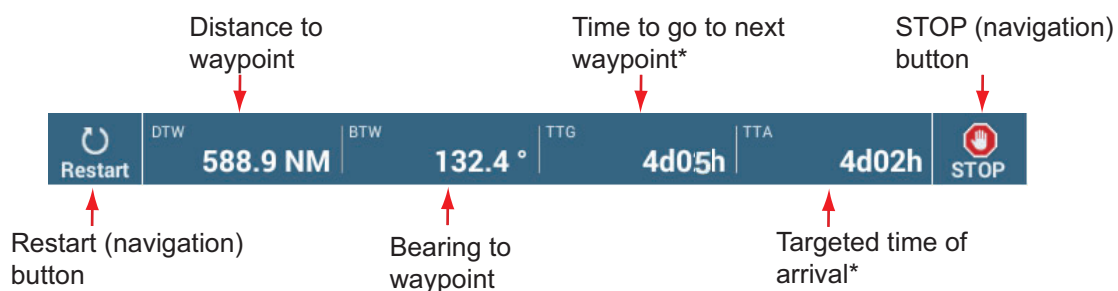 Distance to
waypoint
Time to go to next
waypoint*
STOP (navigation)
button
Restart
DTW
588.9 NM
BTW
132.4 °
TTG
4d05h
TTA
4d02h
STOP
Restart (navigation)
button
Bearing to
waypoint
Targeted time of
arrival*